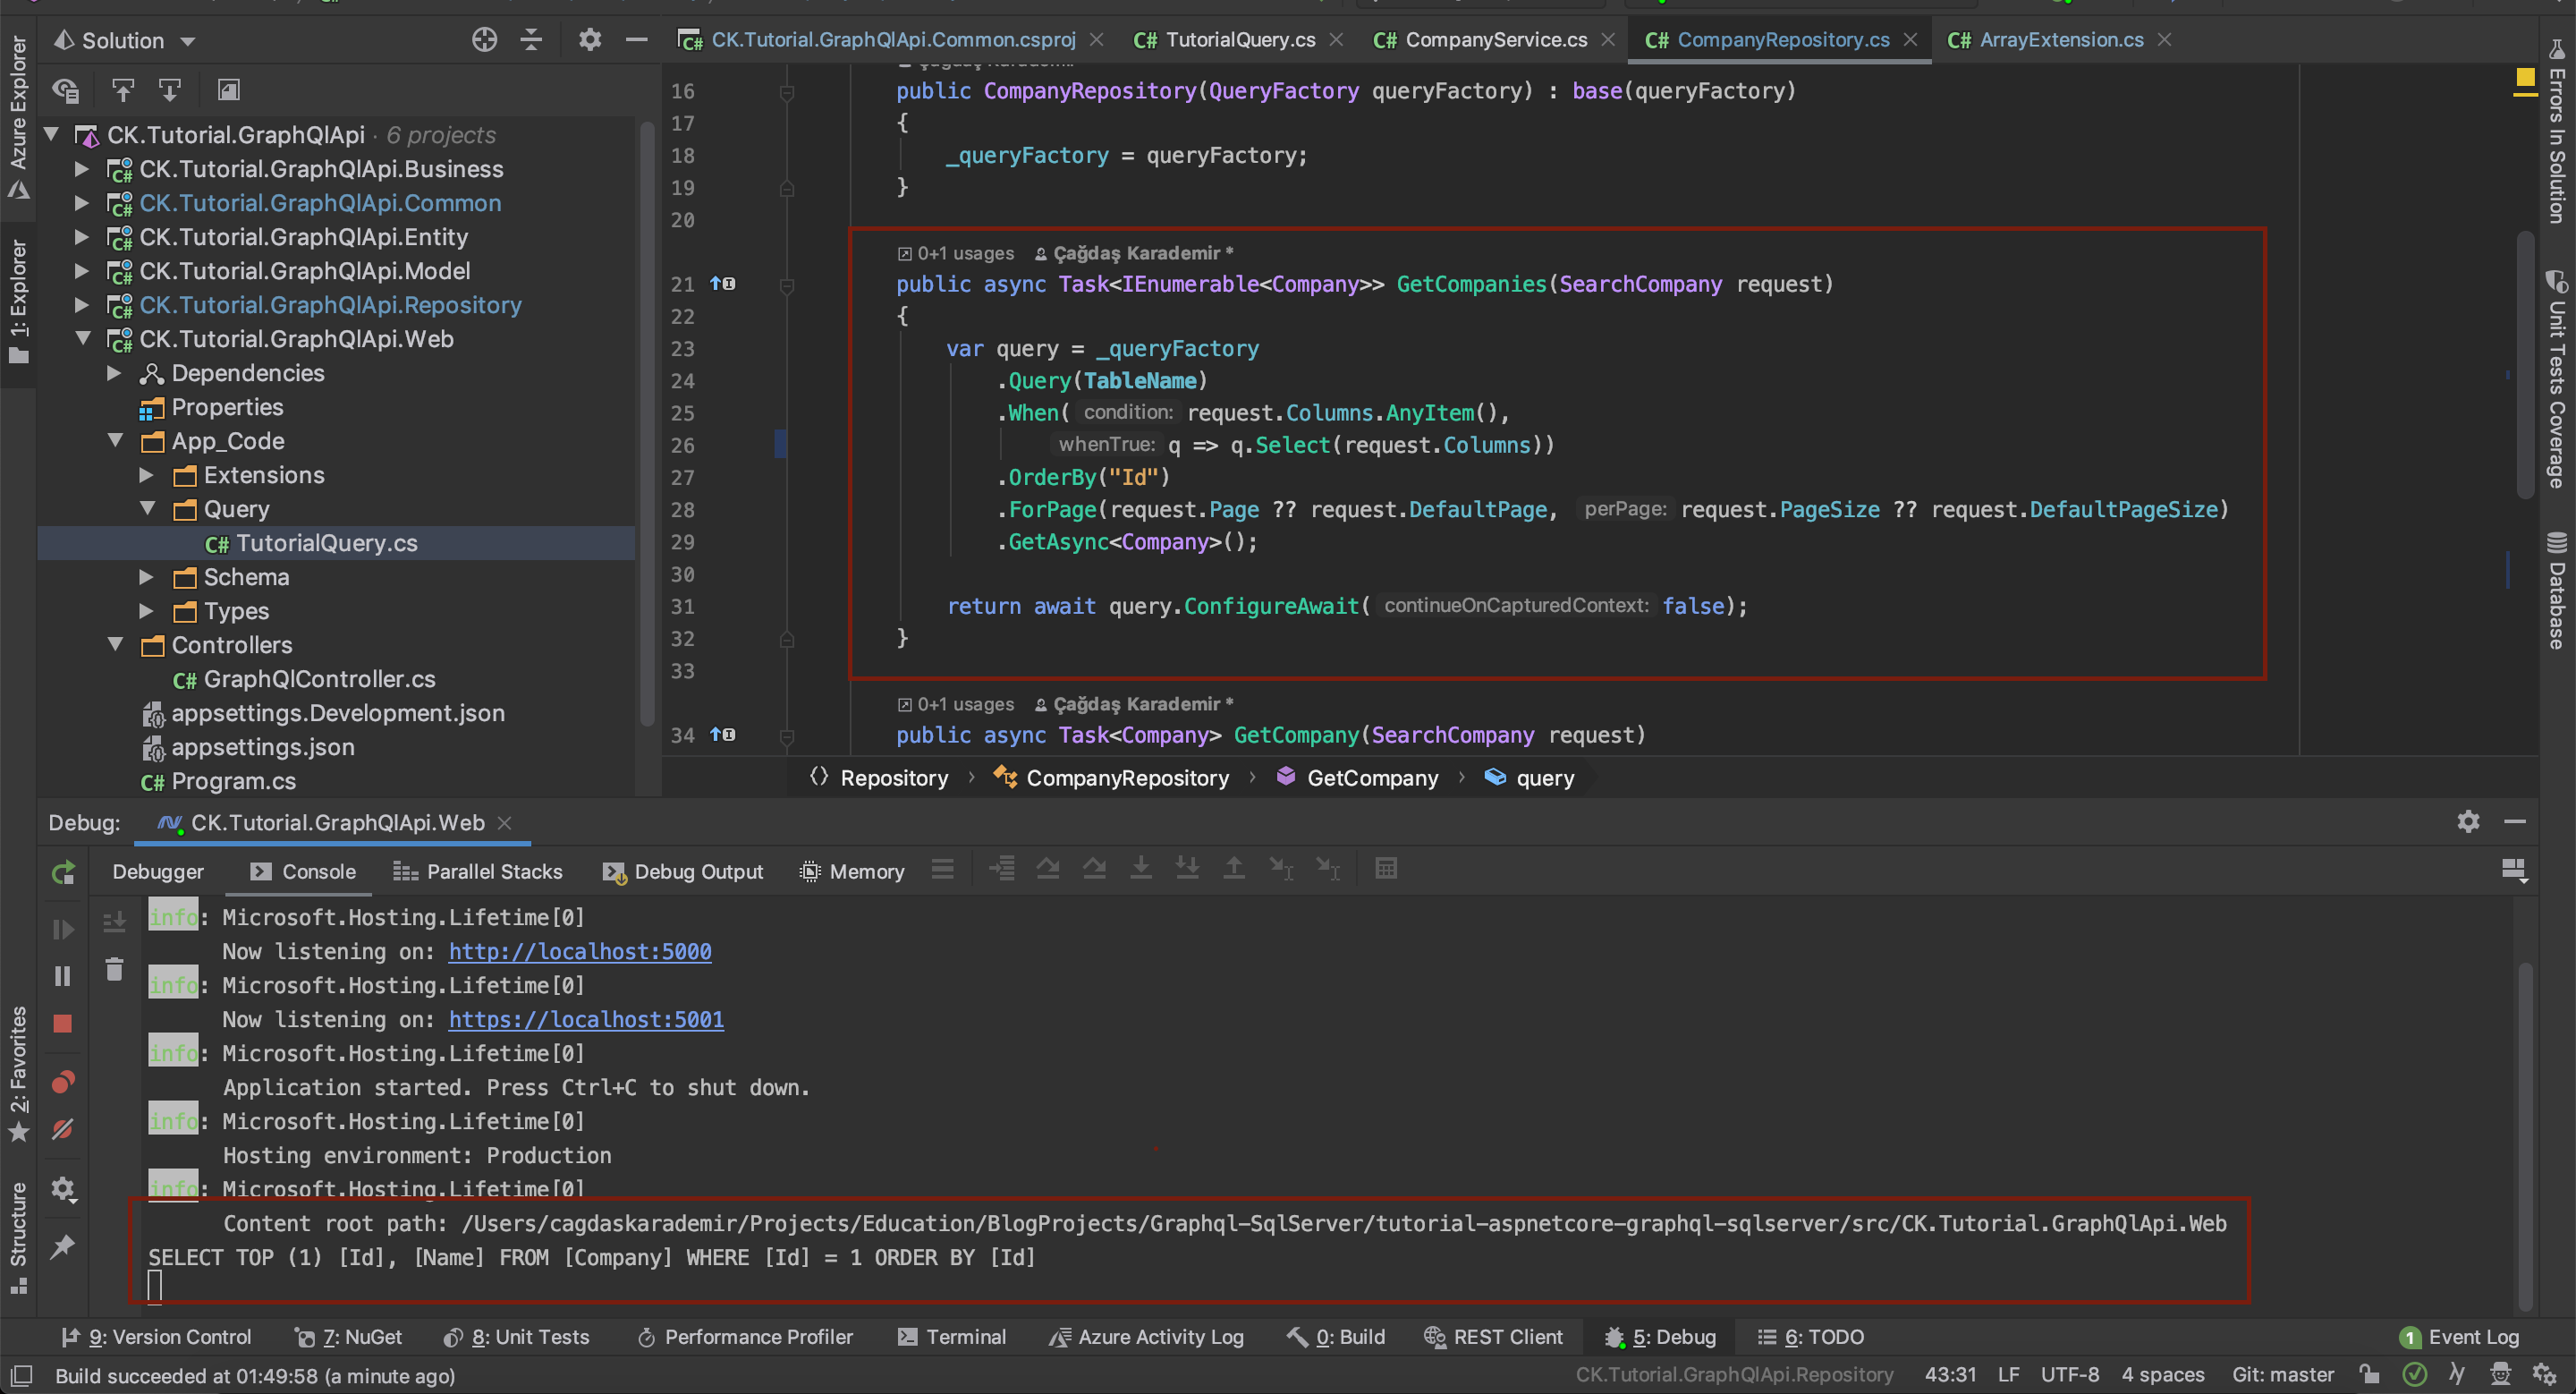 Solution
CK.Tutorial.GraphQlApi.Common.csproj
TutorialQuery.cs
CompanyService.cs
CompanyRepository.cs
ArrayExtension.cs
Azure Explorer
1: Explorer
2: Favorites
Structure
CK.Tutorial.GraphQlApi · 6 projects
CK.Tutorial.GraphQlApi.Business
CK.Tutorial.GraphQlApi.Common
CK.Tutorial.GraphQlApi.Entity
CK.Tutorial.GraphQlApi.Model
CK.Tutorial.GraphQlApi.Repository
CK.Tutorial.GraphQlApi.Web
Dependencies
Properties
App_Code
Extensions
Query
C# TutorialQuery.cs
Schema
Types
Controllers
C# GraphQlController.cs
appsettings.Development.json
appsettings.json
C# Program.cs
Çağdaş Karademir
16 public CompanyRepository(QueryFactory queryFactory) : base(queryFactory)
17 {
18 _queryFactory = queryFactory;
19 }
20
0+1 usages Çağdaş Karademir *
21 public async Task<IEnumerable<Company>> GetCompanies(SearchCompany request)
22 {
23 var query = _queryFactory
24 .Query(TableName)
25 .When( condition: request.Columns.AnyItem(),
26 whenTrue: q => q.Select(request.Columns))
27 .OrderBy("Id")
28 .ForPage(request.Page ?? request.DefaultPage, perPage: request.PageSize ?? request.DefaultPageSize)
29 .GetAsync<Company>();
30
31 return await query.ConfigureAwait( continueOnCapturedContext: false);
32 }
33
0+1 usages Çağdaş Karademir *
34 public async Task<Company> GetCompany(SearchCompany request)
Repository › CompanyRepository › GetCompany › query
Errors In Solution
Unit Tests Coverage
Database
Debug: CK.Tutorial.GraphQlApi.Web
Debugger Console Parallel Stacks Debug Output Memory
info: Microsoft.Hosting.Lifetime[0]
Now listening on: http://localhost:5000
info: Microsoft.Hosting.Lifetime[0]
Now listening on: https://localhost:5001
info: Microsoft.Hosting.Lifetime[0]
Application started. Press Ctrl+C to shut down.
info: Microsoft.Hosting.Lifetime[0]
Hosting environment: Production
info: Microsoft.Hosting.Lifetime[0]
Content root path: /Users/cagdaskarademir/Projects/Education/BlogProjects/Graphql-SqlServer/tutorial-aspnetcore-graphql-sqlserver/src/CK.Tutorial.GraphQlApi.Web
SELECT TOP (1) [Id], [Name] FROM [Company] WHERE [Id] = 1 ORDER BY [Id]
9: Version Control 7: NuGet 8: Unit Tests Performance Profiler Terminal Azure Activity Log 0: Build REST Client 5: Debug 6: TODO 1 Event Log
Build succeeded at 01:49:58 (a minute ago) CK.Tutorial.GraphQlApi.Repository 43:31 LF UTF-8 4 spaces Git: master